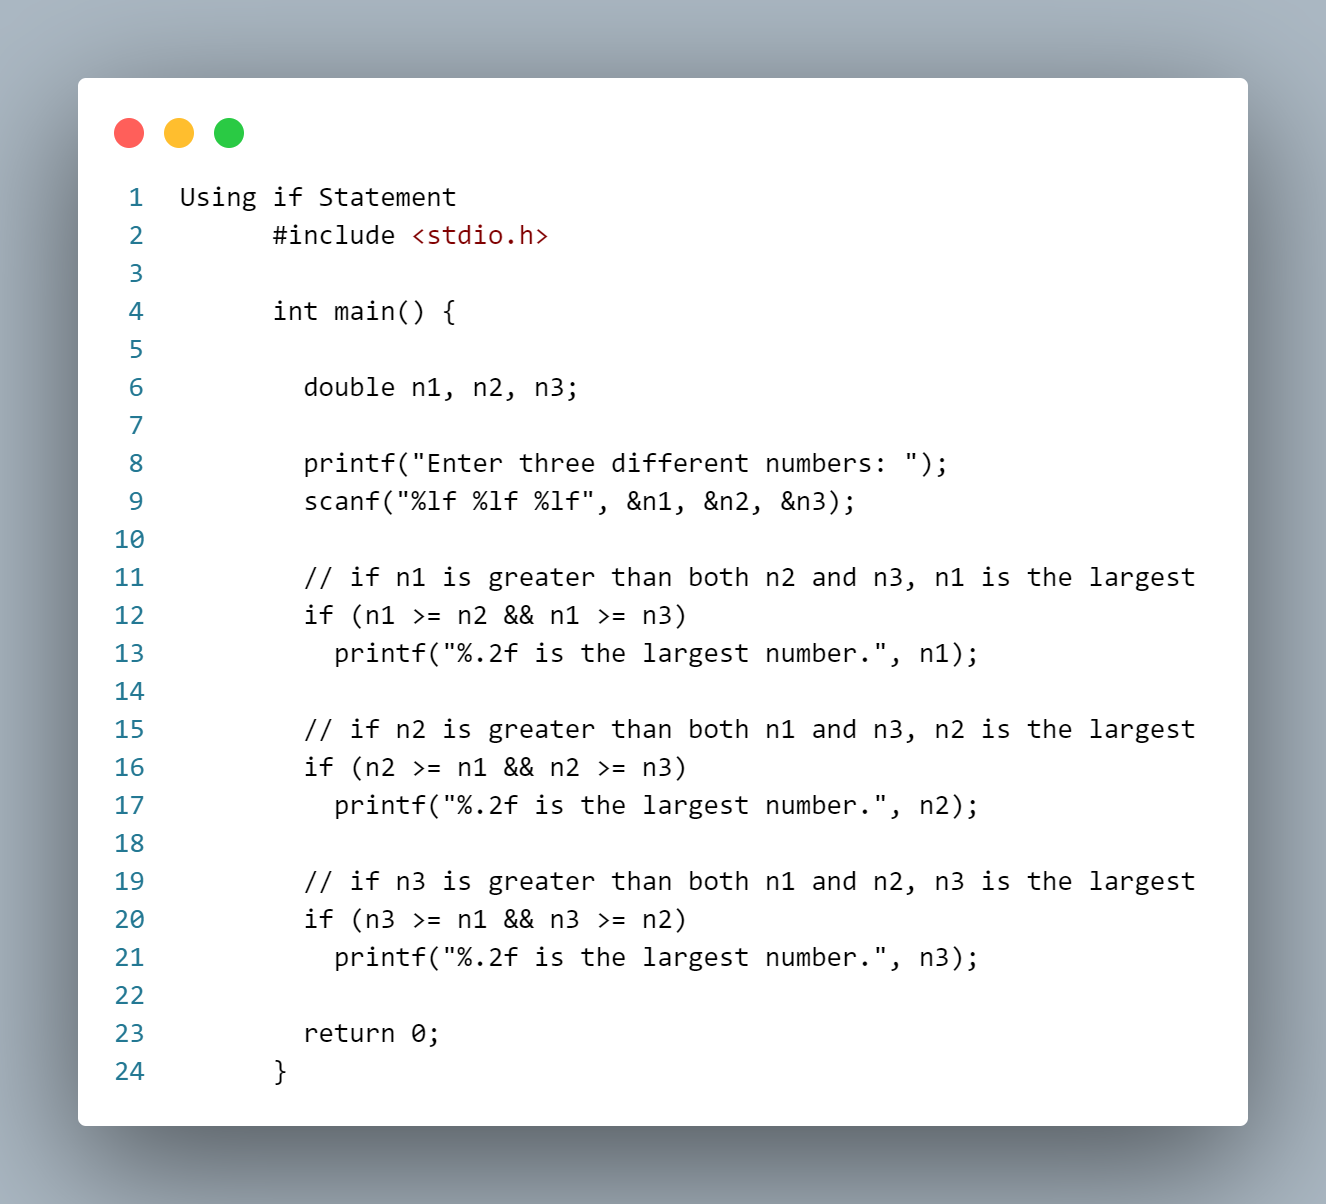 1 Using if Statement
2       #include <stdio.h>
3
4       int main() {
5
6         double n1, n2, n3;
7
8         printf("Enter three different numbers: ");
9         scanf("%lf %lf %lf", &n1, &n2, &n3);
10
11         // if n1 is greater than both n2 and n3, n1 is the largest
12         if (n1 >= n2 && n1 >= n3)
13           printf("%.2f is the largest number.", n1);
14
15         // if n2 is greater than both n1 and n3, n2 is the largest
16         if (n2 >= n1 && n2 >= n3)
17           printf("%.2f is the largest number.", n2);
18
19         // if n3 is greater than both n1 and n2, n3 is the largest
20         if (n3 >= n1 && n3 >= n2)
21           printf("%.2f is the largest number.", n3);
22
23         return 0;
24       }